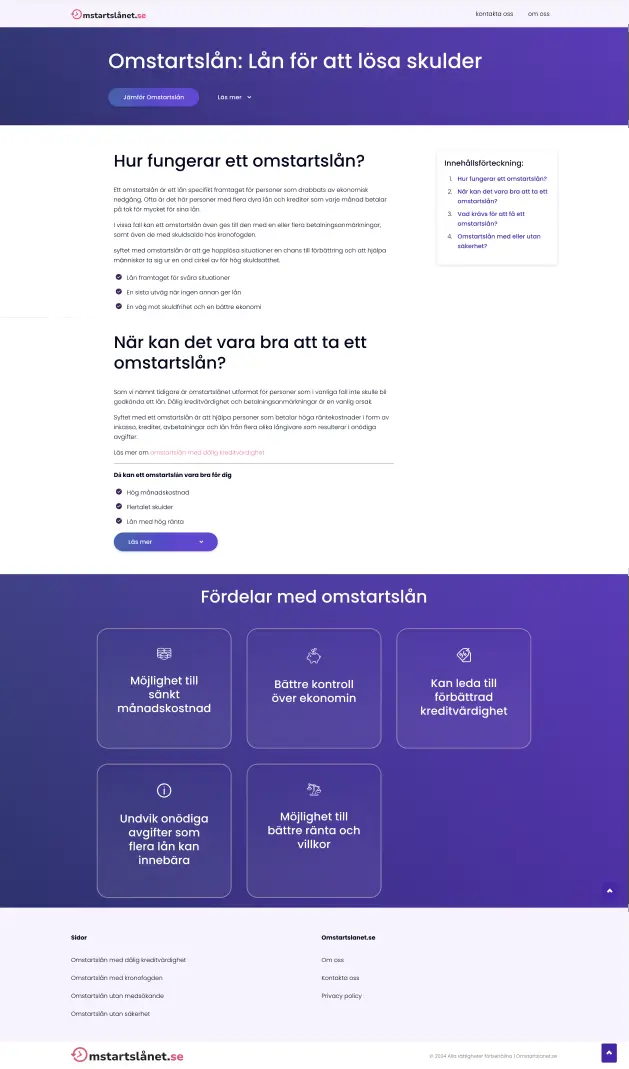 mstartslånet.se
kontakta oss
om oss
Omstartslån: Lån för att lösa skulder
Jämför Omstartslån
Läs mer
Hur fungerar ett omstartslån?
Ett omstartslån är ett lån specifikt framtaget för personer som drabbats av ekonomisk
nedgång. Ofta är det här personer med flera dyra lån och krediter som varje månad betalar
på tok för mycket för sina lån.
I vissa fall kan ett omstartslån även ges till den med en eller flera betalningsanmärkningar,
samt även de med skuldsaldo hos kronofogden.
syftet med omstartslån är att ge hopplösa situationer en chans till förbättring och att hjälpa
människor ta sig ur en ond cirkel av för hög skuldsatthet.
Lån framtaget för svåra situationer
En sista utväg när ingen annan ger lån.
En väg mot skuldfrihet och en bättre ekonomi
Innehållsförteckning:
1. Hur fungerar ett omstartslån?
2. När kan det vara bra att ta ett
omstartslån?
3. Vad krävs för att få ett
omstartslån?
4. Omstartslån med eller utan
säkerhet?
När kan det vara bra att ta ett
omstartslån?
Som vi nämnt tidigare är omstartslånet utformat för personer som i vanliga fall inte skulle bli
godkända ett lån. Dålig kreditvärdighet och betalningsanmärkningar är en vanlig orsak.
Syftet med ett omstartslån är att hjälpa personer som betalar höga räntekostnader i form av
inkasso, krediter, avbetalningar och lån från flera olika långivare som resulterar i onödiga
avgifter.
Läs mer om omstartslån med dålig kreditvärdighet
Då kan ett omstartslån vara bra för dig
Hög månadskostnad
Flertalet skulder
Lån med hög ränta
Läs mer
Fördelar med omstartslån
Möjlighet till
sänkt
månadskostnad
Bättre kontroll
över ekonomin
Kan leda till
förbättrad
kreditvärdighet
Undvik onödiga
avgifter som
flera lån kan
innebära
Möjlighet till
bättre ränta och
villkor
Sidor
Omstartslån med dålig kreditvärdighet
Omstartslån med kronofogden
Omstartslån utan medsökande
Omstartslån utan säkerhet
Omstartslanet.se
Om oss
Kontakta oss
Privacy policy
mstartslånet.se
© 2024 Alla rättigheter förbehållna | Omstartslanet.se